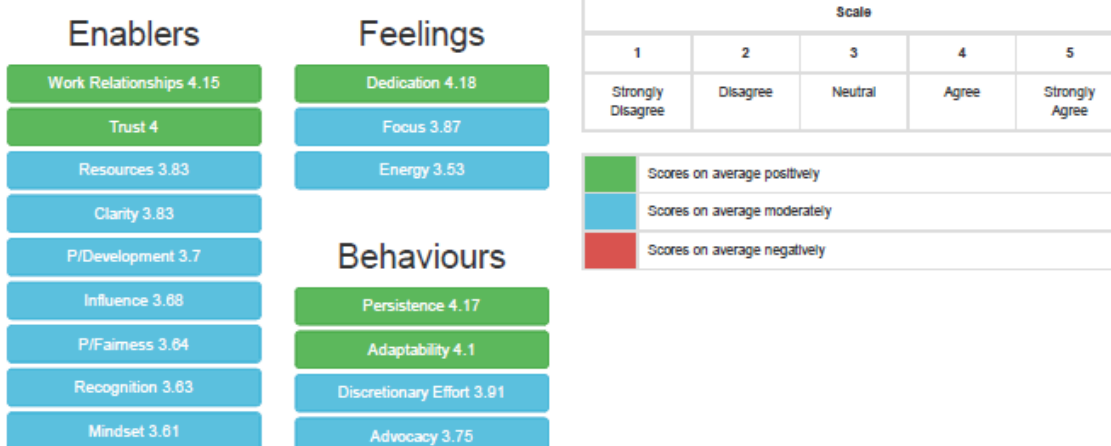 Enablers
Work Relationships 4.15
Trust 4
Resources 3.83
Clarity 3.83
P/Development 3.7
Influence 3.68
P/Fairness 3.64
Recognition 3.63
Mindset 3.61
Feelings
Dedication 4.18
Focus 3.87
Energy 3.53
Behaviours
Persistence 4.17
Adaptability 4.1
Discretionary Effort 3.91
Advocacy 3.75
Scale
1 2 3 4 5
Strongly Disagree Neutral Agree Strongly
Disagree Agree
Scores on average positively
Scores on average moderately
Scores on average negatively